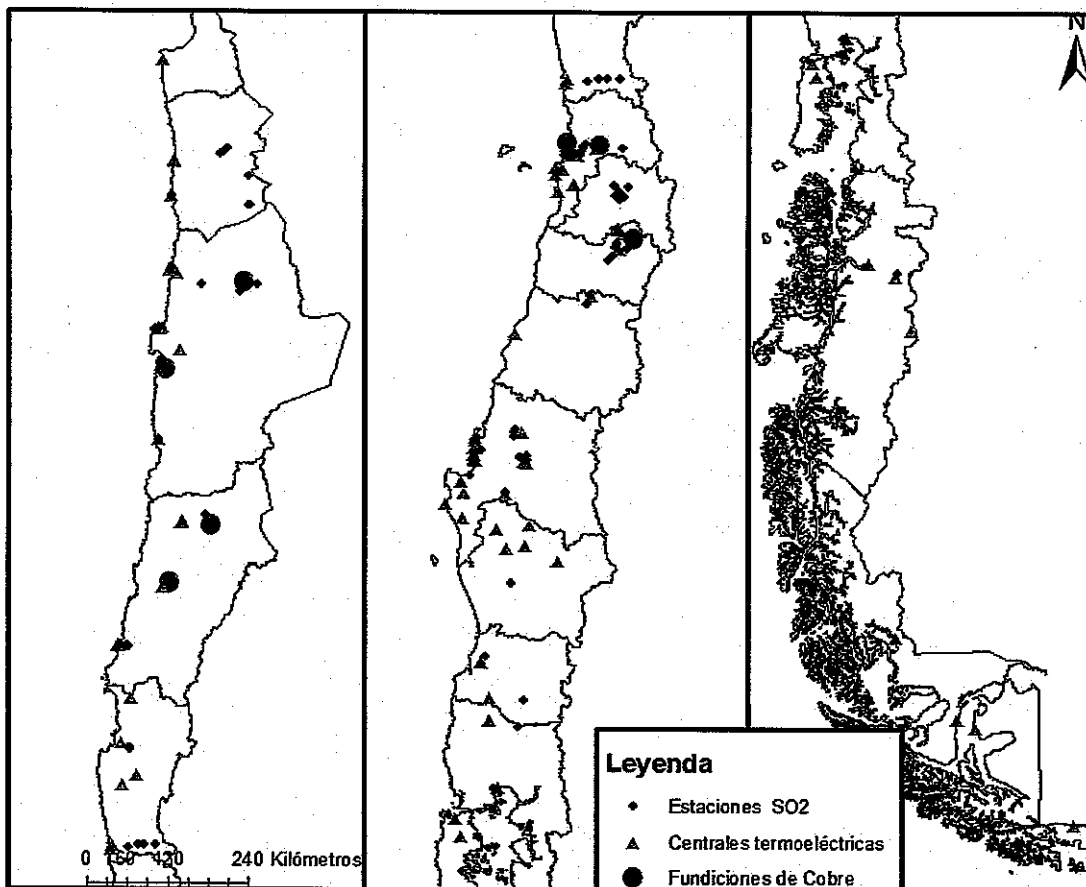 N
Leyenda
Estaciones SO2
Centrales termoeléctricas
Fundiciones de Cobre
0 60 120 240 Kilómetros